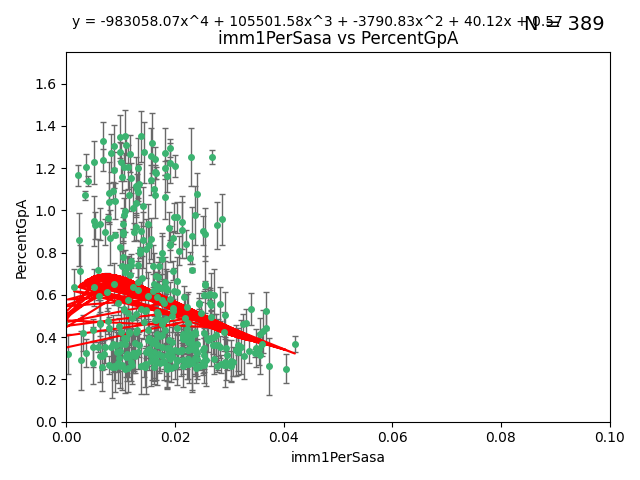 y = -983058.07x^4 + 105501.58x^3 + -3790.83x^2 + 40.12x + 0.57
N = 389
imm1PerSasa vs PercentGpA
1.6
1.4
1.2
1.0
0.8
0.6
0.4
0.2
0.0
PercentGpA
0.00 0.02 0.04 0.06 0.08 0.10
imm1PerSasa